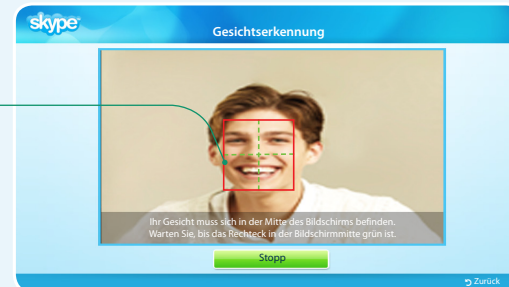 skype
Gesichtserkennung
Ihr Gesicht muss sich in der Mitte des Bildschirms befinden.
Warten Sie, bis das Rechteck in der Bildschirmmitte grün ist.
Stopp
Zurück